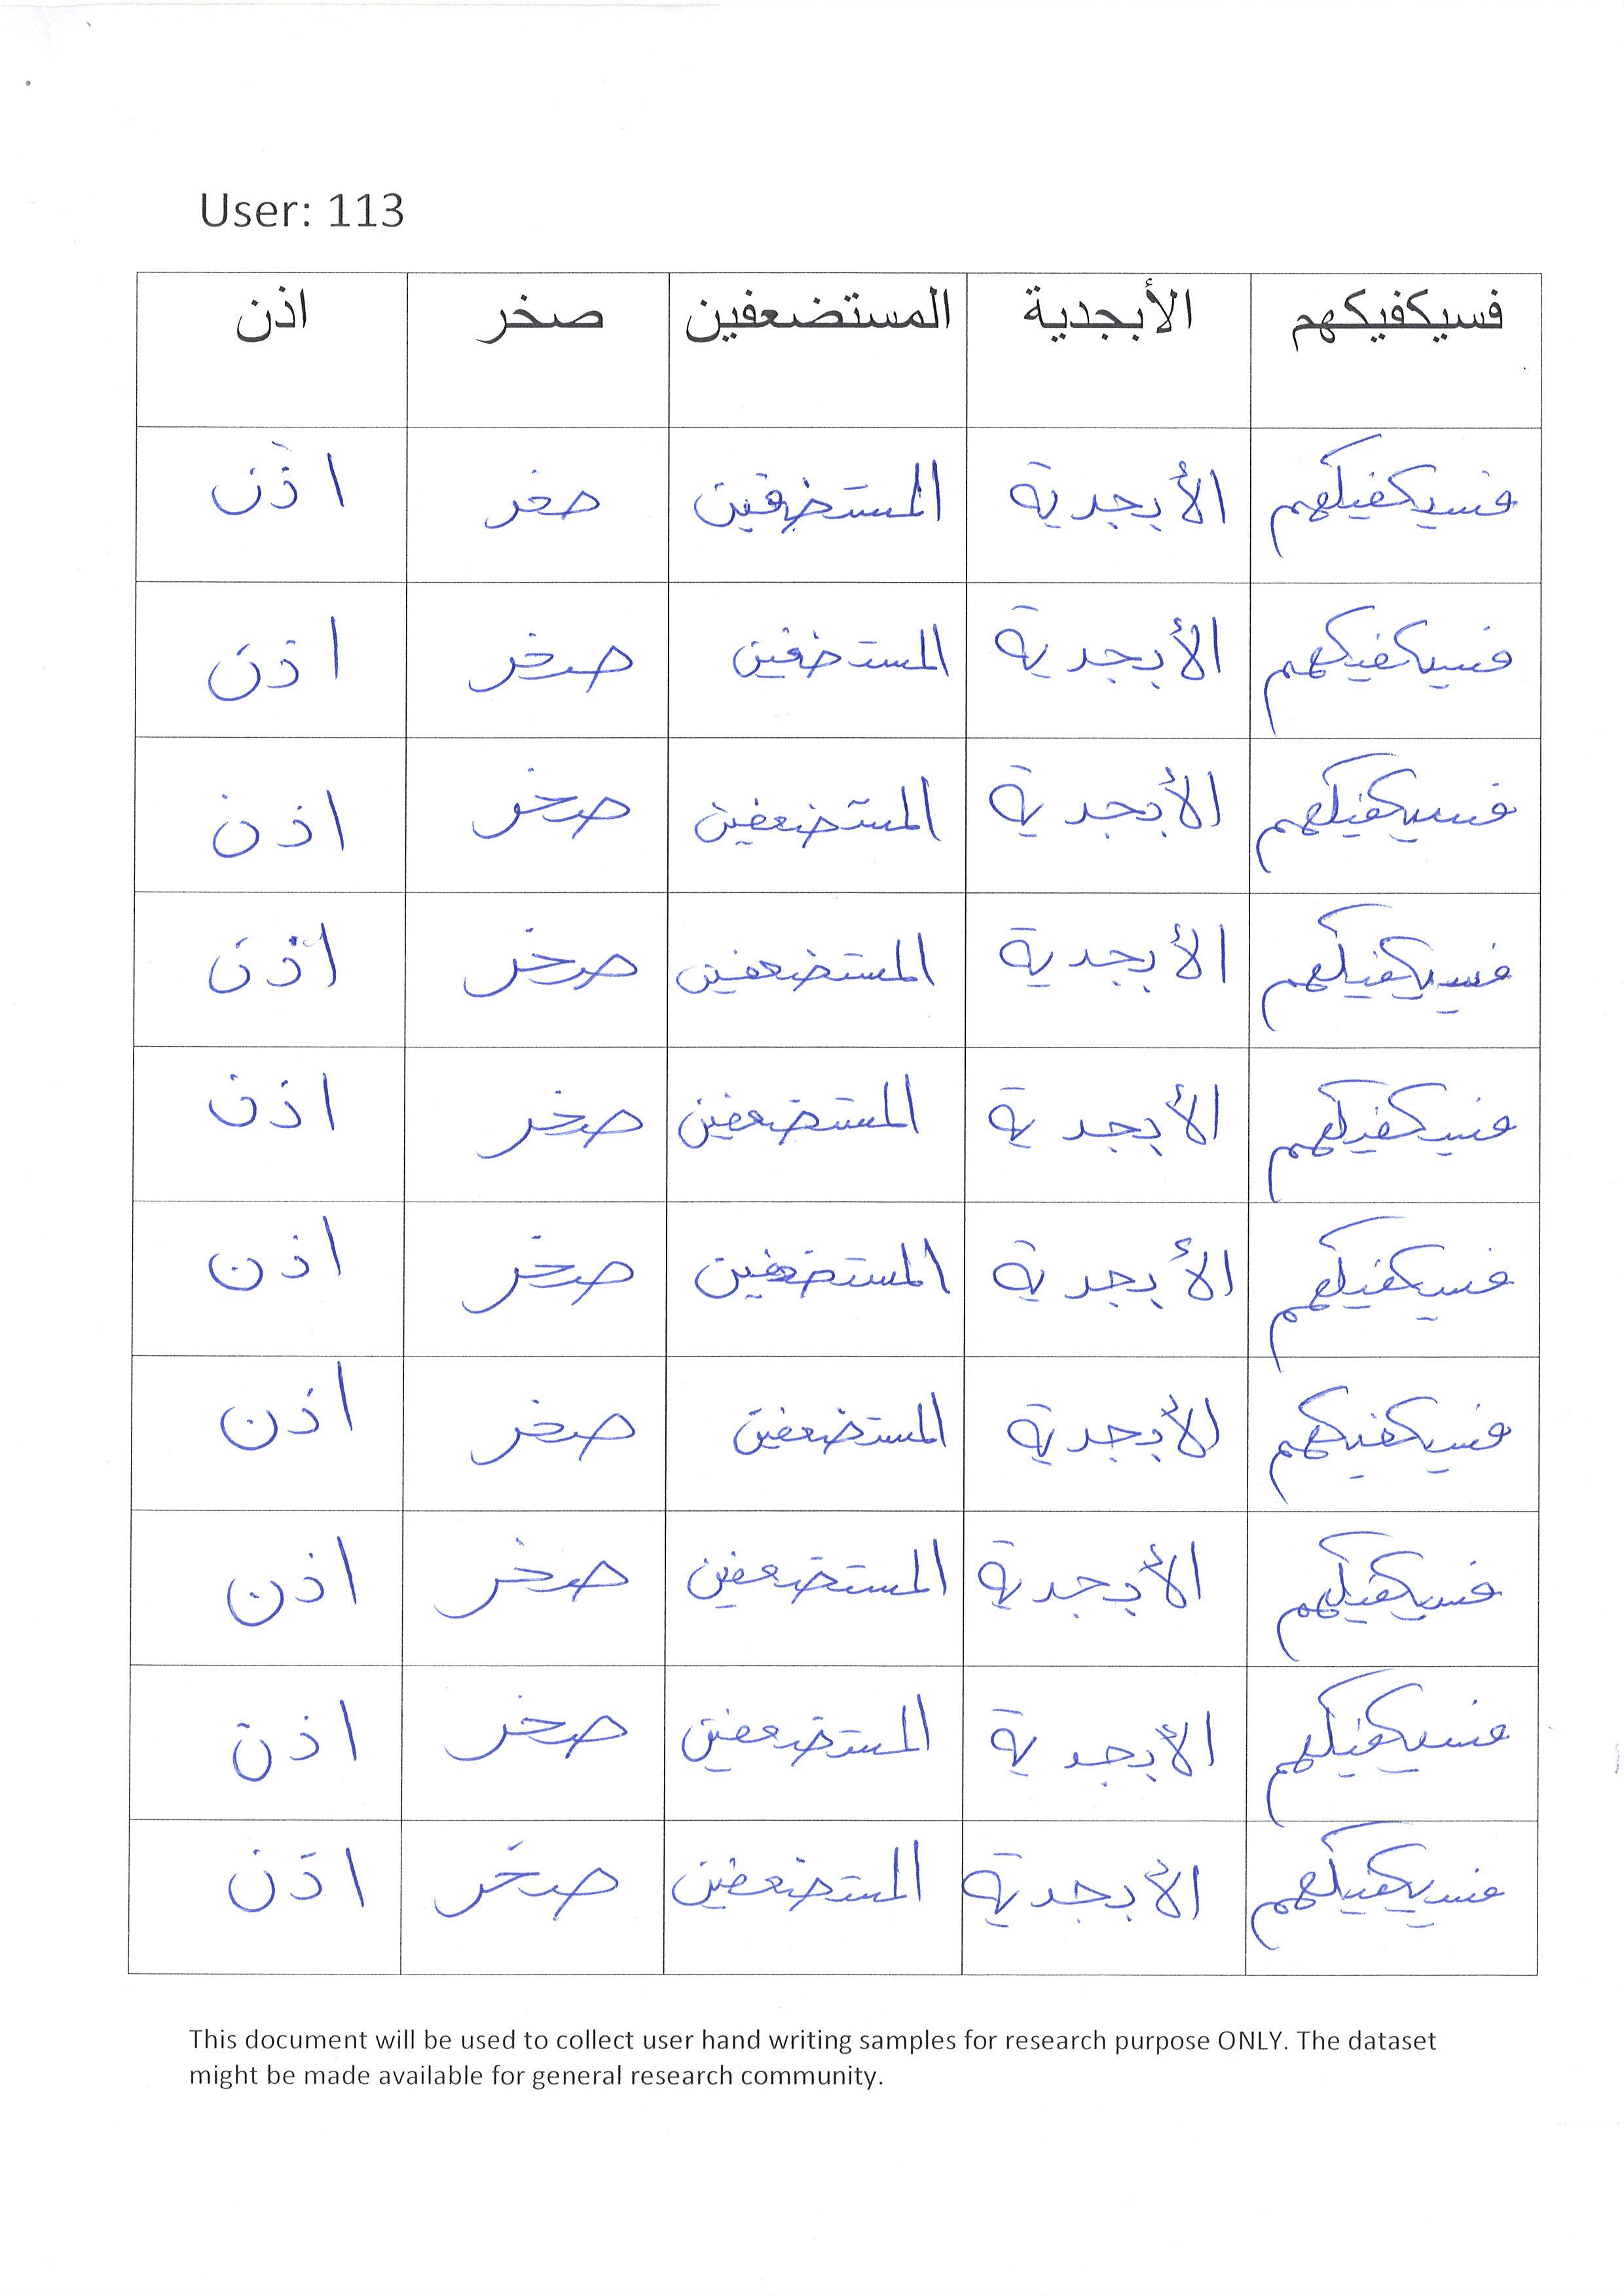 User: 113
فسيكفيكهم الأبجدية المستضعفين صخر اذن
فسيكفيكهم الأبجدية المستضعفين صخر اذن
فسيكفيكهم الأبجدية المستضفين صخر اذن
فسيكفيكهم الأبجدية المستضعفين صخر اذن
فسيكفيكهم الأبجدية المستضعفين صخر اذن
فسيكفيكهم الأبجدية المستضعفين صخر اذن
فسيكفيكهم الأبجدية المستضعفين صخر اذن
فسيكفيكهم الأبجدية المستضعفين صخر اذن
فسيكفيكهم الأبجدية المستضعفين صخر اذن
فسيكفيكهم الأبجدية المستضعفين صخر اذن
فسيكفيكهم الأبجدية المستضعفين صخر اذن
This document will be used to collect user hand writing samples for research purpose ONLY. The dataset
might be made available for general research community.